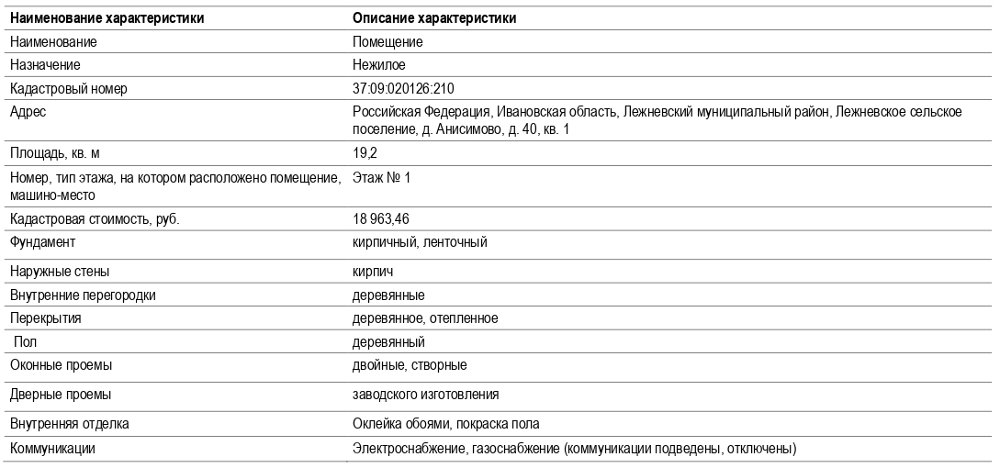 Наименование характеристики Описание характеристики
Наименование Помещение
Назначение Нежилое
Кадастровый номер 37:09:020126:210
Адрес Российская Федерация, Ивановская область, Лежневский муниципальный район, Лежневское сельское
поселение, д. Анисимово, д. 40, кв. 1
Площадь, кв. м 19,2
Номер, тип этажа, на котором расположено помещение, Этаж № 1
машино-место
Кадастровая стоимость, руб. 18 963,46
Фундамент кирпичный, ленточный
Наружные стены кирпич
Внутренние перегородки деревянные
Перекрытия деревянное, отепленное
Пол деревянный
Оконные проемы двойные, створные
Дверные проемы заводского изготовления
Внутренняя отделка Оклейка обоями, покраска пола
Коммуникации Электроснабжение, газоснабжение (коммуникации подведены, отключены)